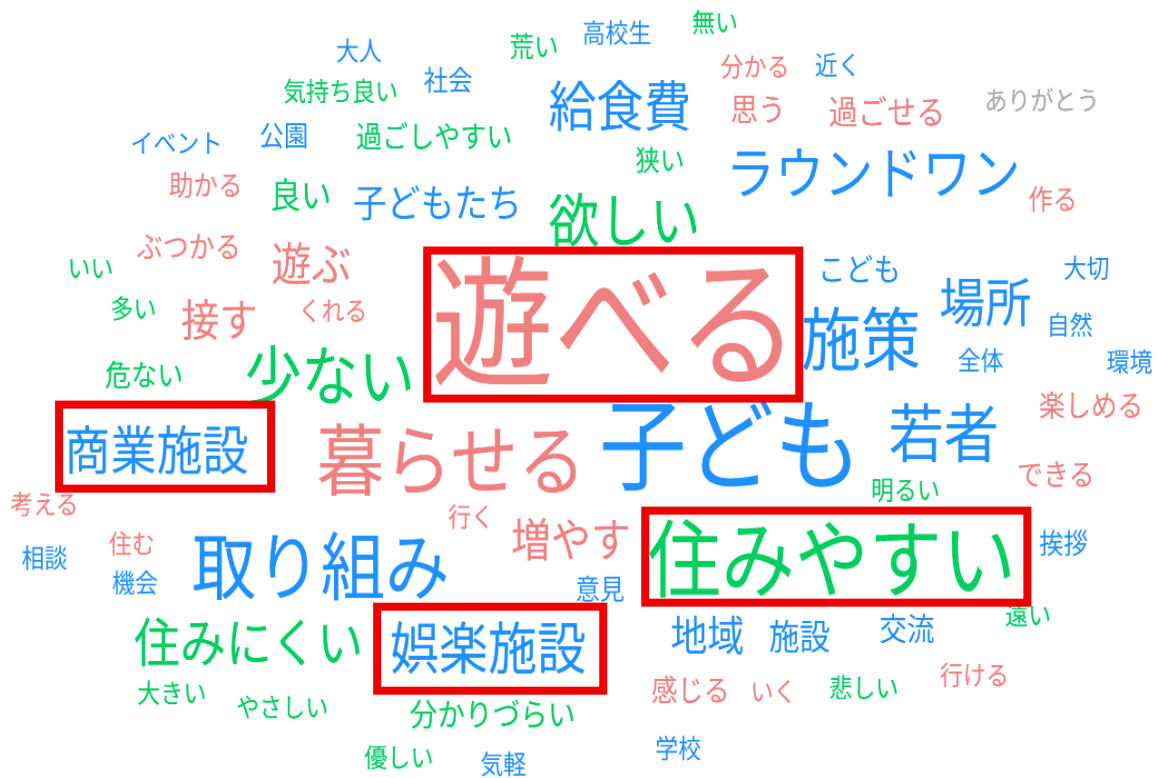 無い
高校生
荒い
大人
分かる
近く
社会
気持ち良い
給食費
思う
過ごせる
ありがとう
イベント
公園
過ごしやすい
狭い
ラウンドワン
助かる
良い
子どもたち
欲しい
作る
ぶつかる
遊ぶ
いい
遊べる
こども
大切
多い
接す
くれる
施策
場所
自然
危ない
少ない
全体
環境
商業施設
暮らせる
子ども
若者
楽しめる
できる
明るい
考える
行く
増やす
住みやすい
挨拶
相談
住む
機会
取り組み
意見
住みにくい
娯楽施設
地域
施設
交流
遠い
大きい
やさしい
分かりづらい
感じる
いく
悲しい
行ける
優しい
気軽
学校